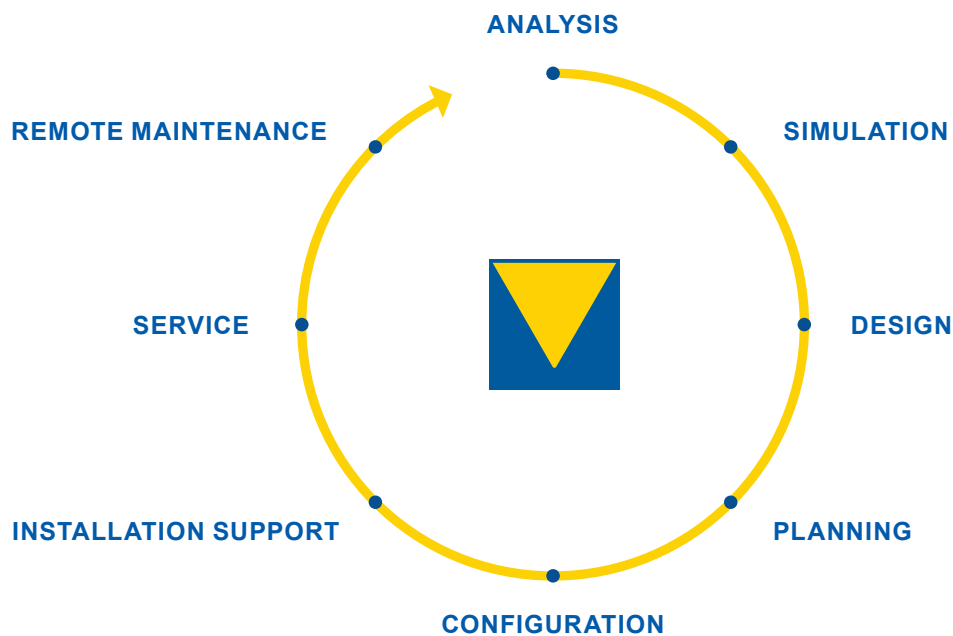 ANALYSIS
SIMULATION
DESIGN
PLANNING
CONFIGURATION
INSTALLATION SUPPORT
SERVICE
REMOTE MAINTENANCE